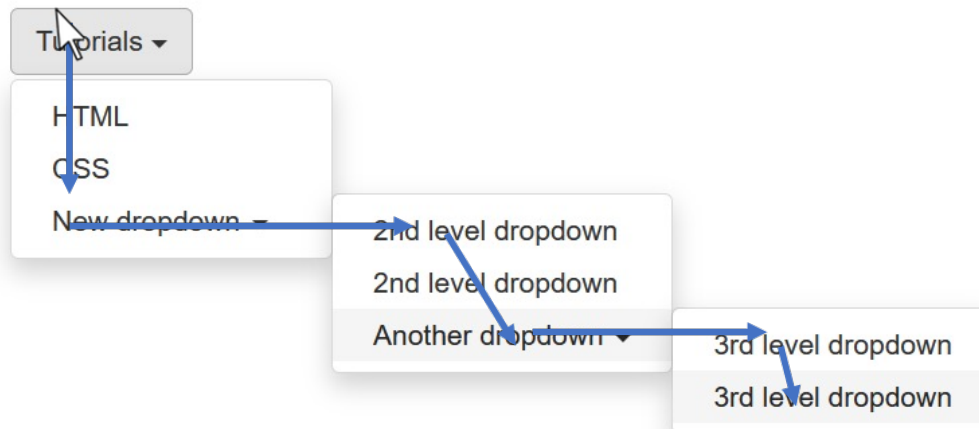 Tutorials
HTML
CSS
New dropdown
2nd level dropdown
2nd level dropdown
Another dropdown
3rd level dropdown
3rd level dropdown